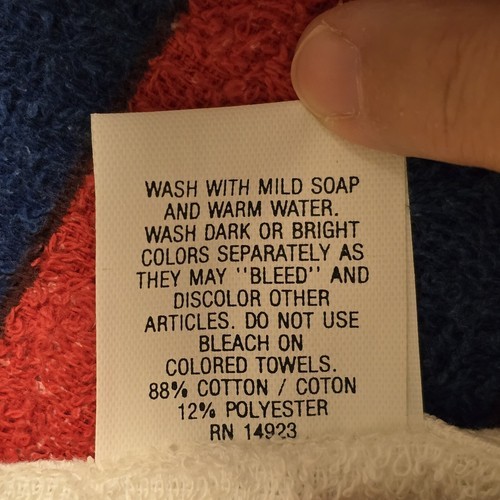 WASH WITH MILD SOAP
AND WARM WATER.
WASH DARK OR BRIGHT
COLORS SEPARATELY AS
THEY MAY "BLEED" AND
DISCOLOR OTHER
ARTICLES. DO NOT USE
BLEACH ON
COLORED TOWELS.
88% COTTON / COTON
12% POLYESTER
RN 14923